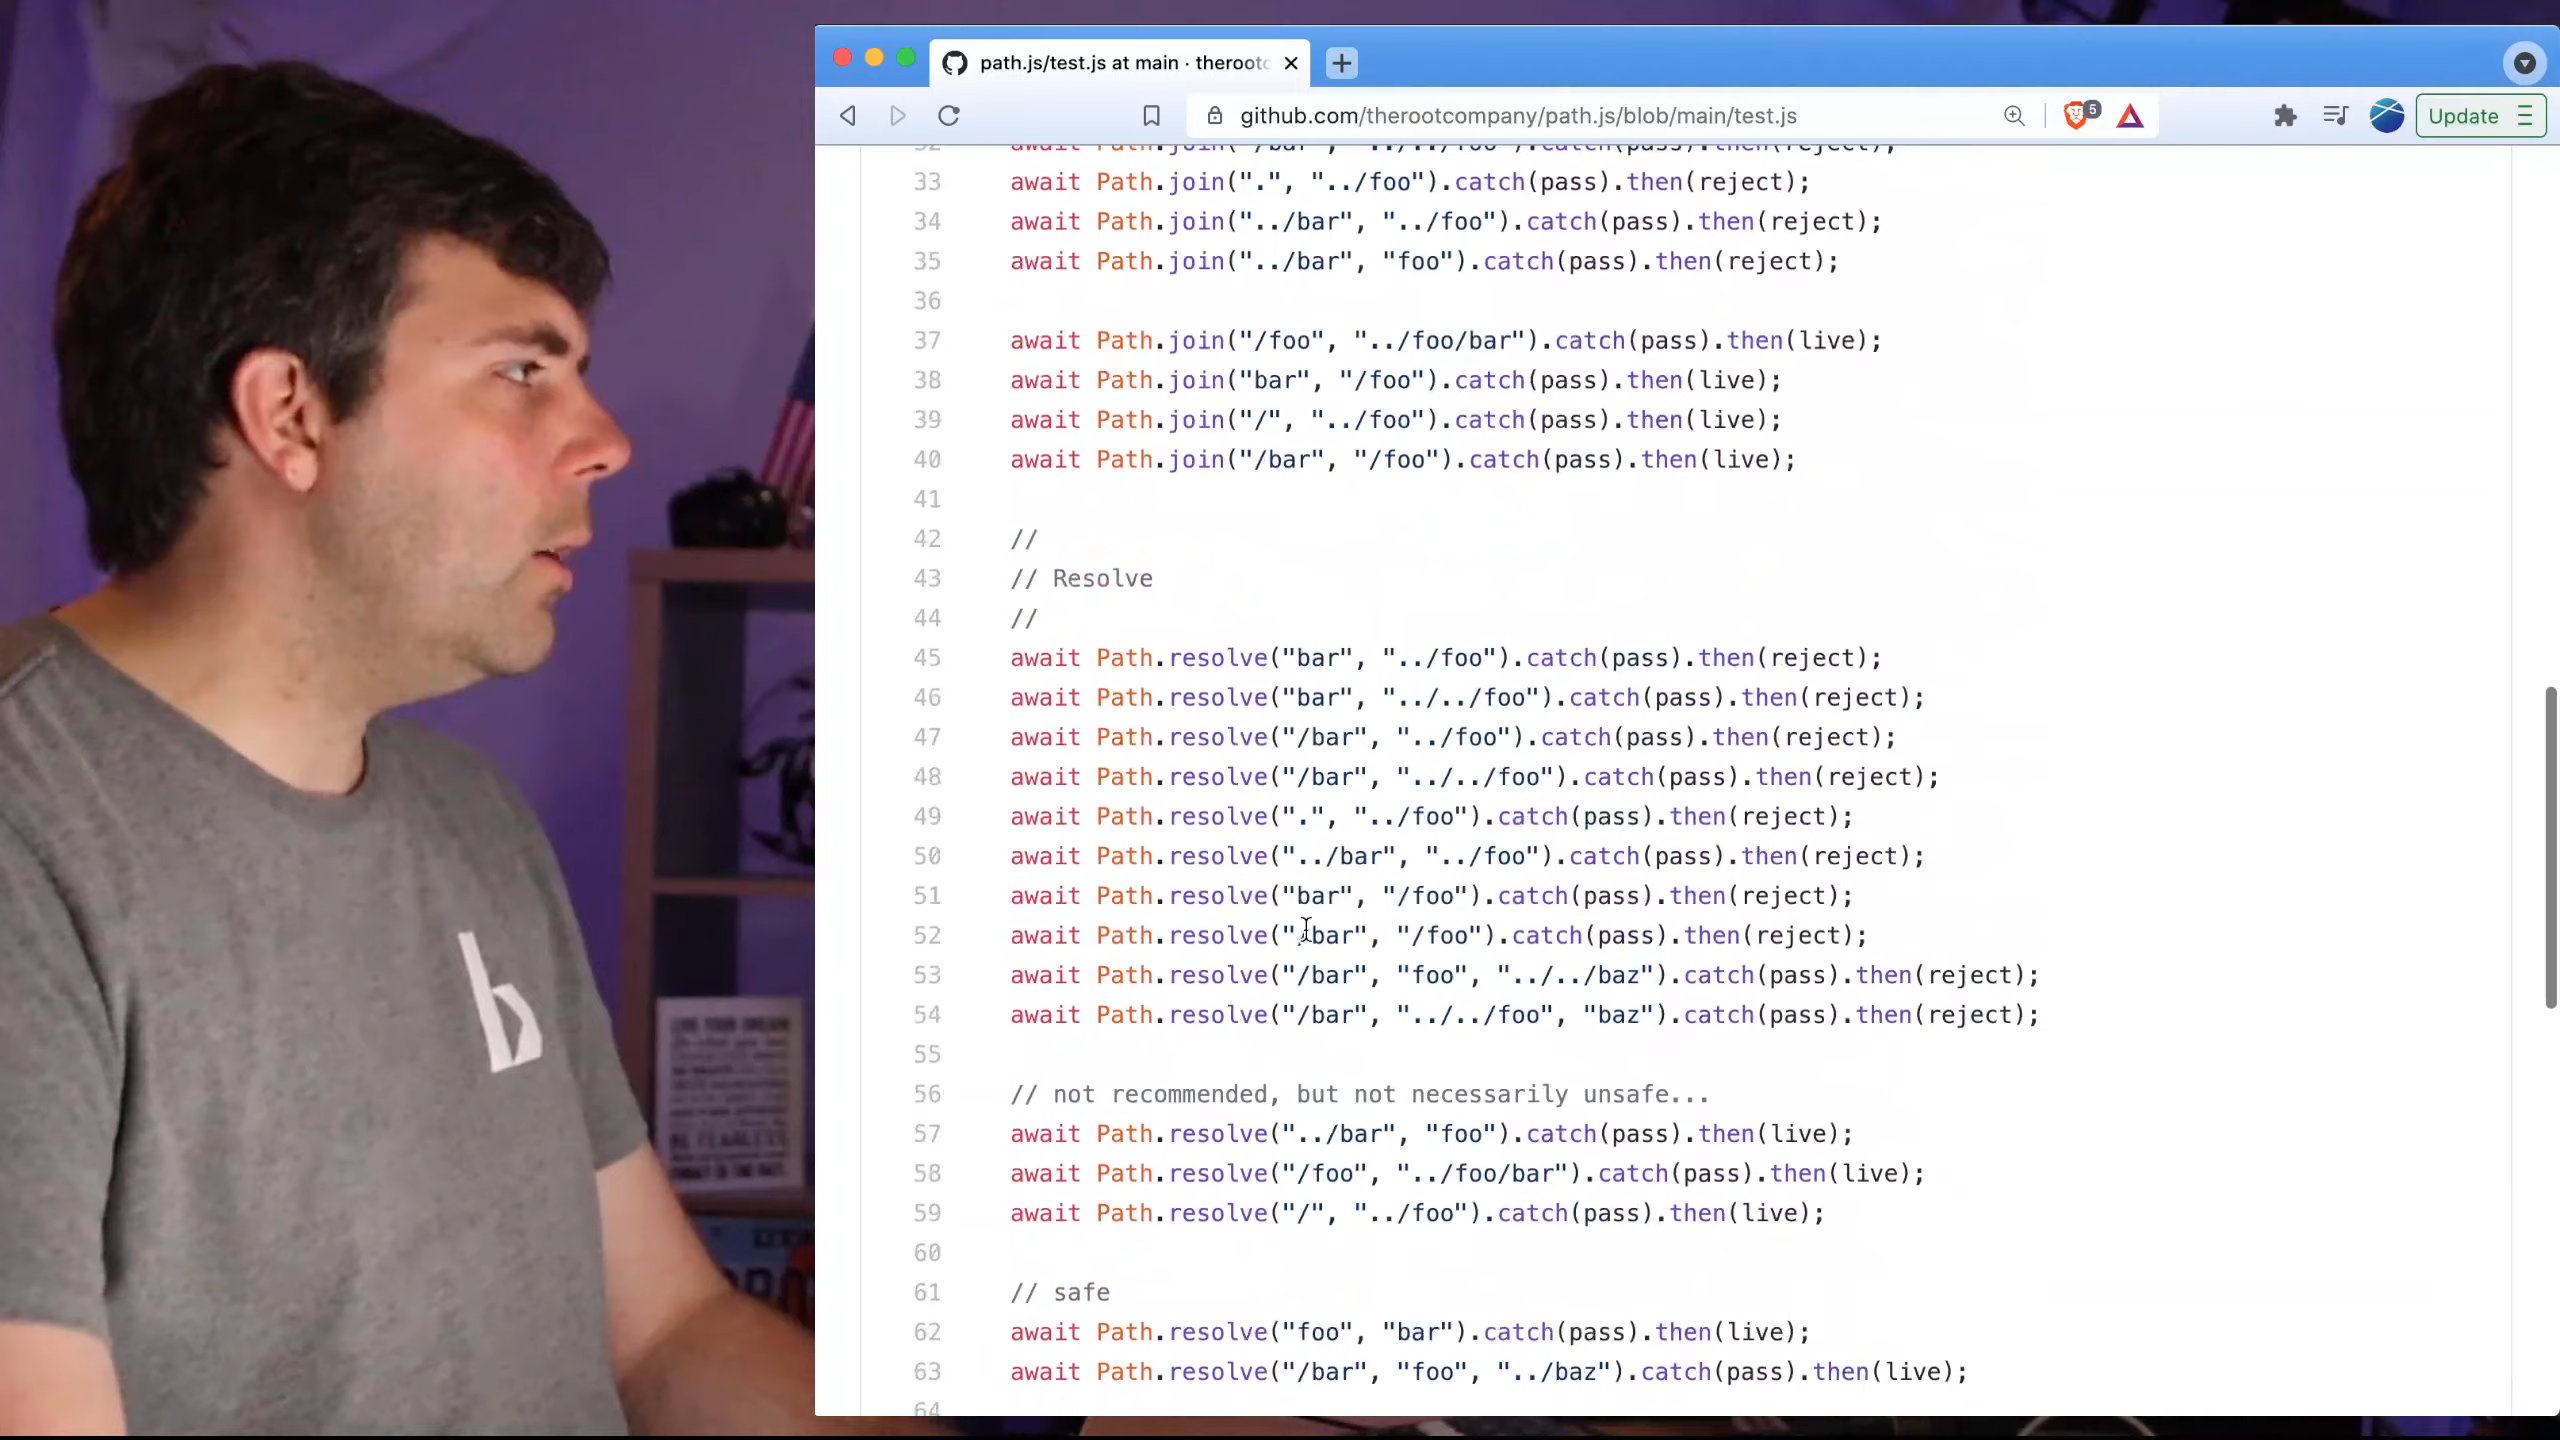 path.js/test.js at main · theroot
github.com/therootcompany/path.js/blob/main/test.js
5
Update
32 await Path.join("/bar", "../../foo").catch(pass).then(reject);
33 await Path.join(".", "../foo").catch(pass).then(reject);
34 await Path.join("../bar", "../foo").catch(pass).then(reject);
35 await Path.join("../bar", "foo").catch(pass).then(reject);
36
37 await Path.join("/foo", "../foo/bar").catch(pass).then(live);
38 await Path.join("bar", "/foo").catch(pass).then(live);
39 await Path.join("/", "../foo").catch(pass).then(live);
40 await Path.join("/bar", "/foo").catch(pass).then(live);
41
42 //
43 // Resolve
44 //
45 await Path.resolve("bar", "../foo").catch(pass).then(reject);
46 await Path.resolve("bar", "../../foo").catch(pass).then(reject);
47 await Path.resolve("/bar", "../foo").catch(pass).then(reject);
48 await Path.resolve("/bar", "../../foo").catch(pass).then(reject);
49 await Path.resolve(".", "../foo").catch(pass).then(reject);
50 await Path.resolve("../bar", "../foo").catch(pass).then(reject);
51 await Path.resolve("bar", "/foo").catch(pass).then(reject);
52 await Path.resolve("/bar", "/foo").catch(pass).then(reject);
53 await Path.resolve("/bar", "foo", "../../baz").catch(pass).then(reject);
54 await Path.resolve("/bar", "../../foo", "baz").catch(pass).then(reject);
55
56 // not recommended, but not necessarily unsafe...
57 await Path.resolve("../bar", "foo").catch(pass).then(live);
58 await Path.resolve("/foo", "../foo/bar").catch(pass).then(live);
59 await Path.resolve("/", "../foo").catch(pass).then(live);
60
61 // safe
62 await Path.resolve("foo", "bar").catch(pass).then(live);
63 await Path.resolve("/bar", "foo", "../baz").catch(pass).then(live);
64
b